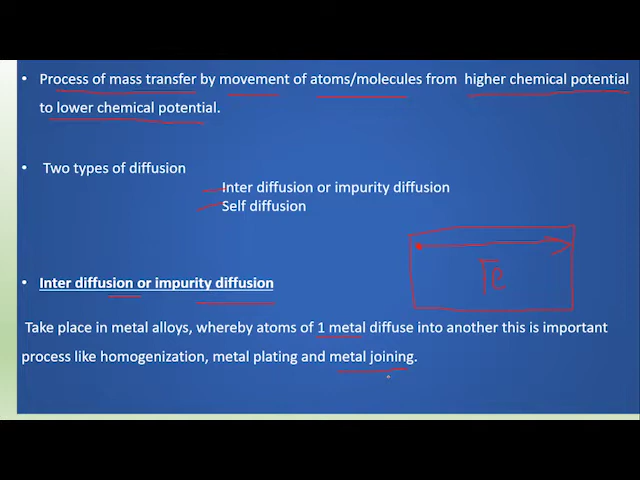 • Process of mass transfer by movement of atoms/molecules from higher chemical potential
to lower chemical potential.
• Two types of diffusion
Inter diffusion or impurity diffusion
Self diffusion
Fe
• Inter diffusion or impurity diffusion
Take place in metal alloys, whereby atoms of 1 metal diffuse into another this is important
process like homogenization, metal plating and metal joining.